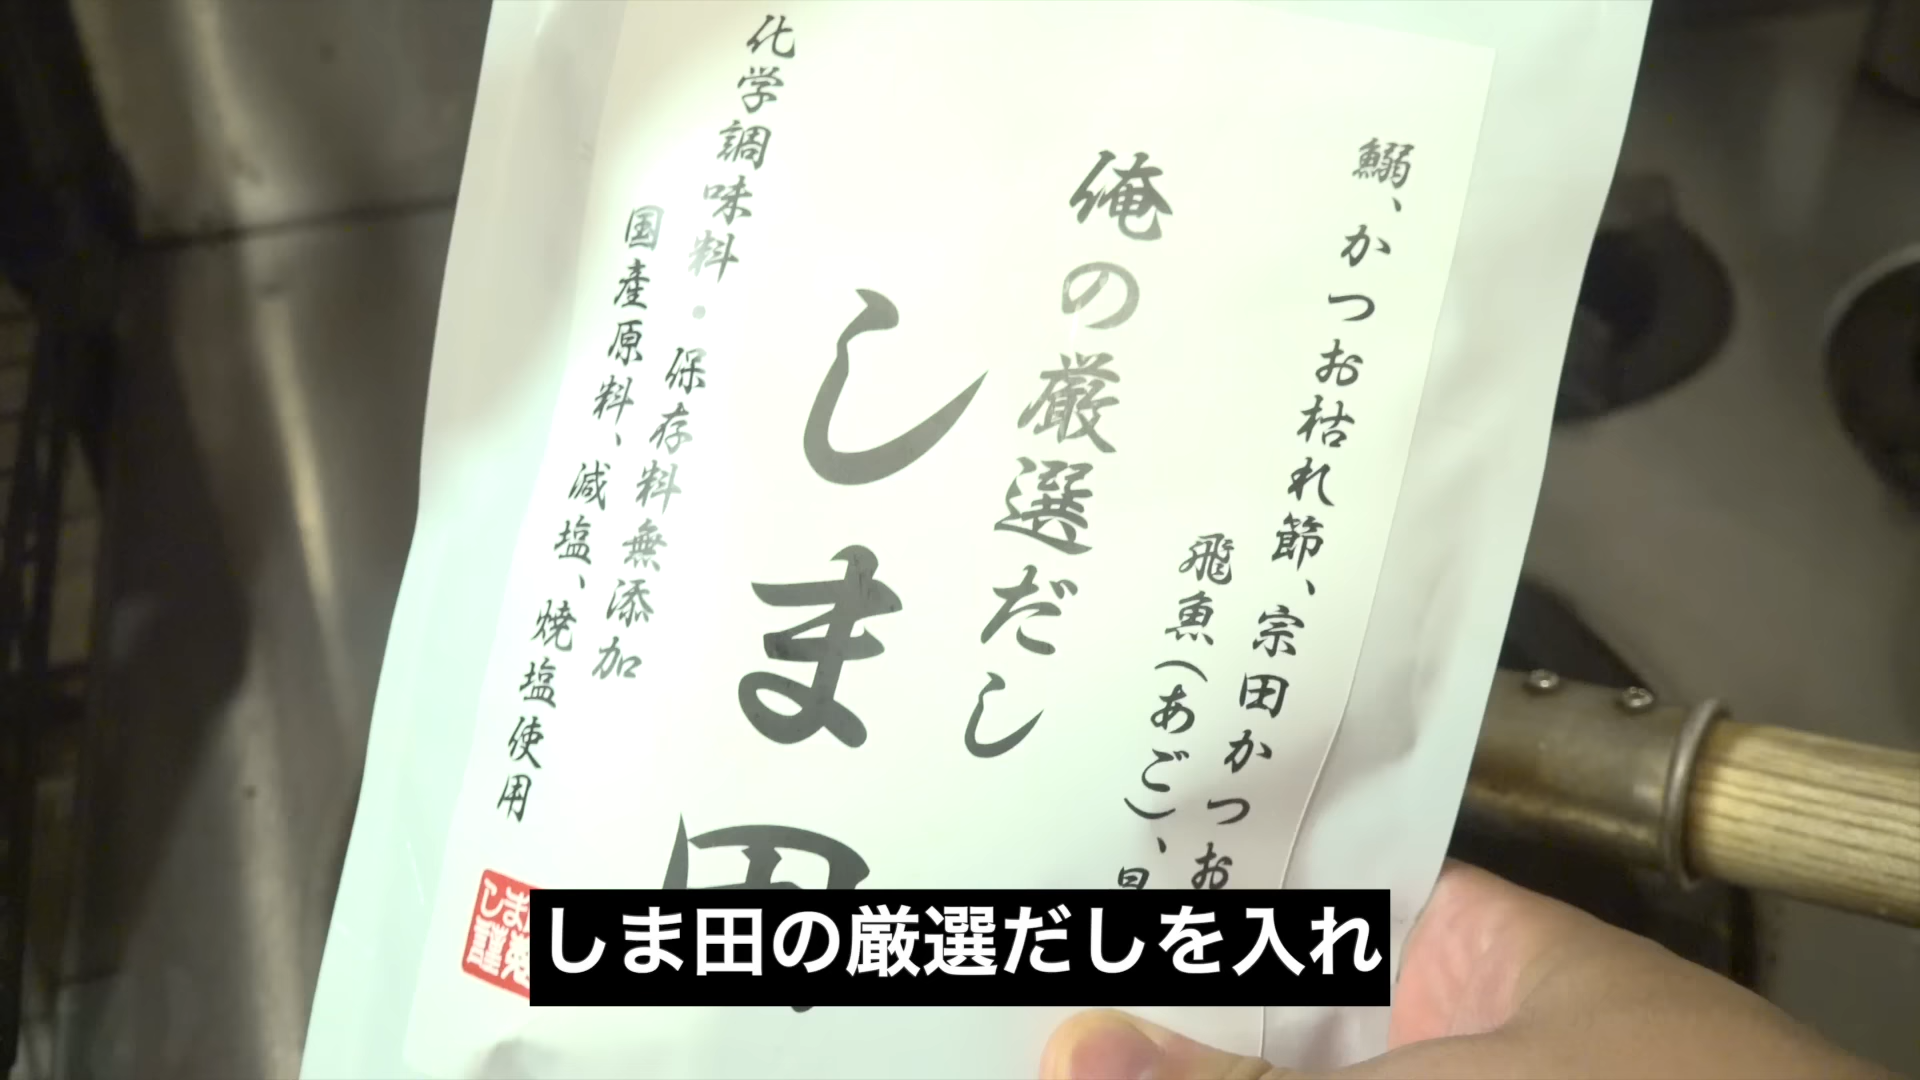 鰯、かつお枯れ節、宗田かつお
飛魚(あご)、
俺の厳選だし
しま田
化学調味料・保存料無添加
国産原料、減塩、焼塩使用
しま田の厳選だしを入れ